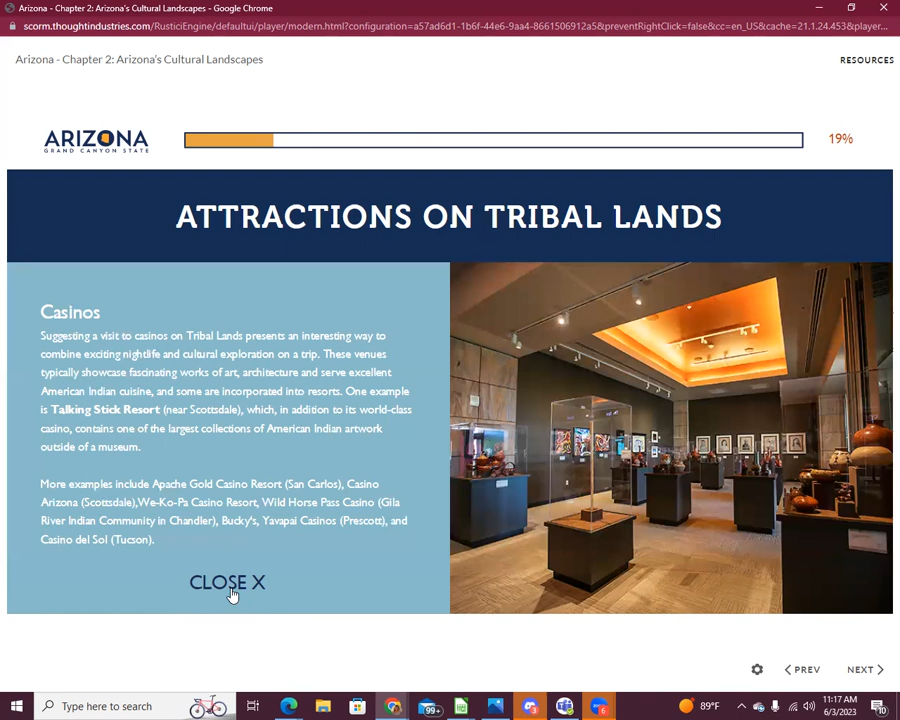 Arizona - Chapter 2: Arizona's Cultural Landscapes - Google Chrome
scorm.thoughtindustries.com/RusticiEngine/defaultui/player/modern.html?configuration=a57ad6d1-1b6f-44e6-9aa4-8661506912a5&preventRightClick=false&cc=en_US&cache=21.1.24.453&player...
Arizona - Chapter 2: Arizona's Cultural Landscapes
RESOURCES
ARIZONA
GRAND CANYON STATE
19%
ATTRACTIONS ON TRIBAL LANDS
Casinos
Suggesting a visit to casinos on Tribal Lands presents an interesting way to
combine exciting nightlife and cultural exploration on a trip. These venues
typically showcase fascinating works of art, architecture and serve excellent
American Indian cuisine, and some are incorporated into resorts. One example
is Talking Stick Resort (near Scottsdale), which, in addition to its world-class
casino, contains one of the largest collections of American Indian artwork
outside of a museum.
More examples include Apache Gold Casino Resort (San Carlos), Casino
Arizona (Scottsdale),We-Ko-Pa Casino Resort, Wild Horse Pass Casino (Gila
River Indian Community in Chandler), Bucky's, Yavapai Casinos (Prescott), and
Casino del Sol (Tucson).
CLOSE X
PREV
NEXT
Type here to search
99+
3
6
89°F
11:17 AM
6/3/2023
10